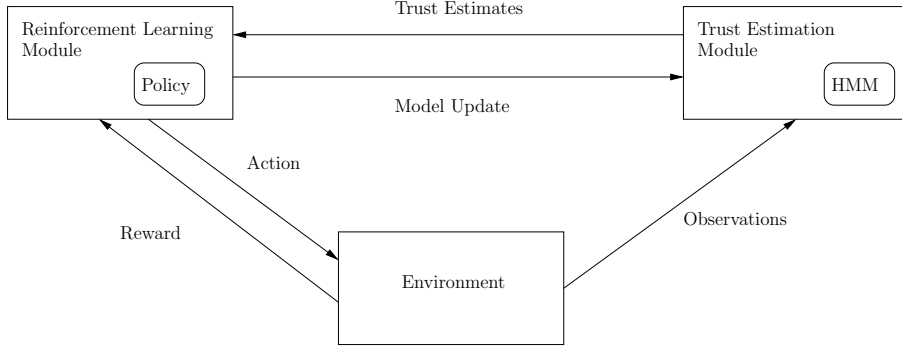 Trust Estimates
Reinforcement Learning
Module
Policy
Trust Estimation
Module
HMM
Model Update
Action
Reward
Observations
Environment